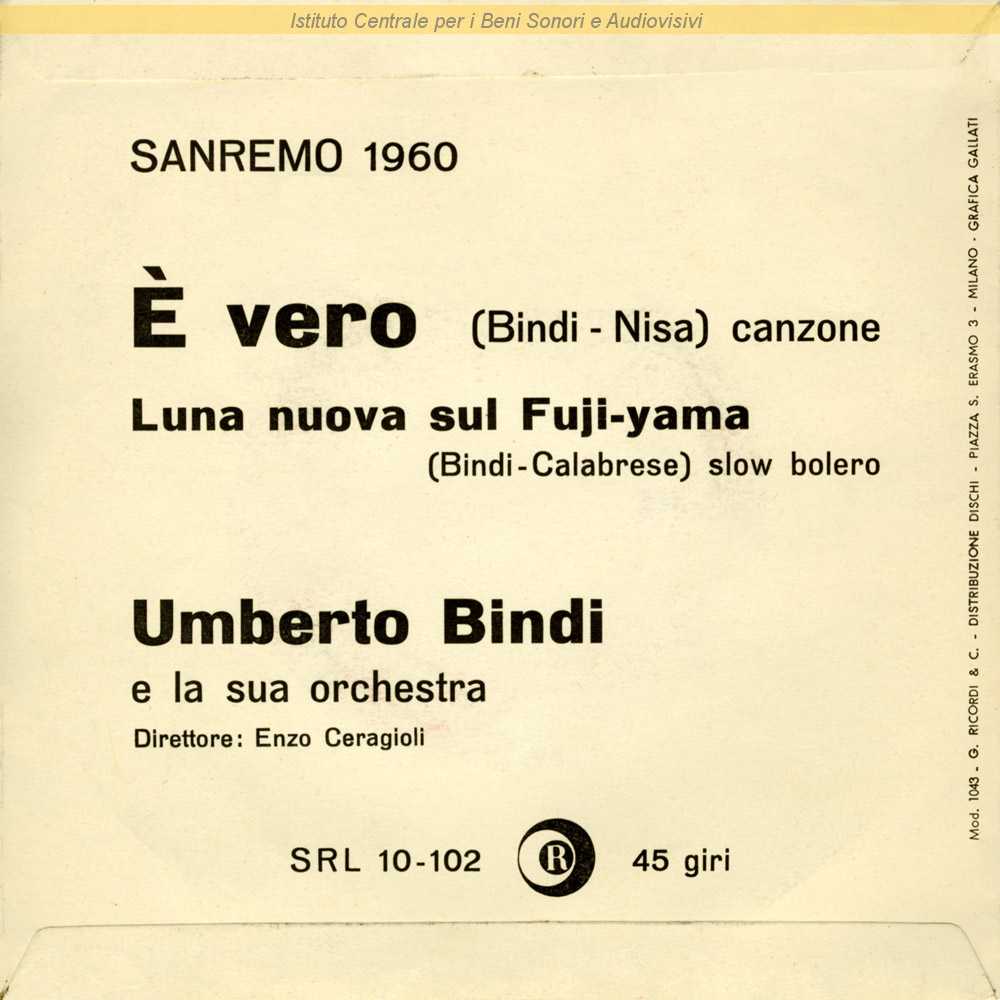 Istituto Centrale per i Beni Sonori e Audiovisivi
SANREMO 1960
È vero (Bindi - Nisa) canzone
Luna nuova sul Fuji-yama
(Bindi - Calabrese) slow bolero
Umberto Bindi
e la sua orchestra
Direttore: Enzo Ceragioli
SRL 10-102 R 45 giri
Mod. 1043 - G. RICORDI & C. - DISTRIBUZIONE DISCHI - PIAZZA S. ERASMO 3 - MILANO - GRAFICA GALLATI